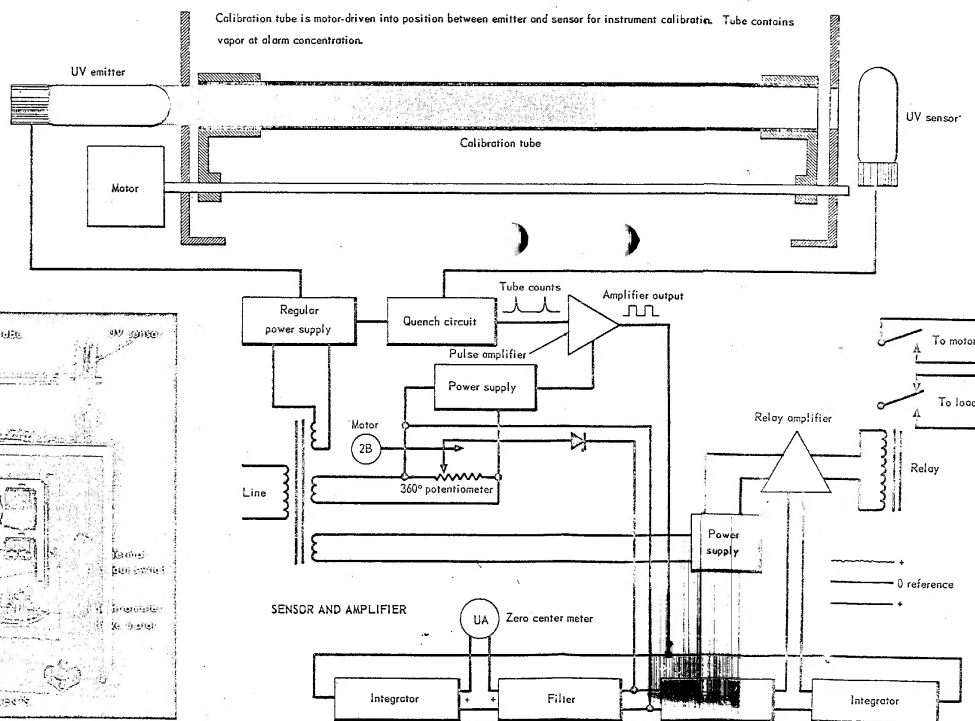 Calibration tube is motor-driven into position between emitter and sensor for instrument calibratin. Tube contains
vapor at alarm concentration.
UV emitter
UV sensor
Calibration tube
Motor
Tube counts
Amplifier output
Regular
power supply
Quench circuit
Pulse amplifier
Power supply
To motor
To load
Relay amplifier
Motor
2B
Line
360° potentiometer
Relay
Power
supply
+
0 reference
+
SENSOR AND AMPLIFIER
UA
Zero center meter
Integrator
+
+
Filter
Integrator